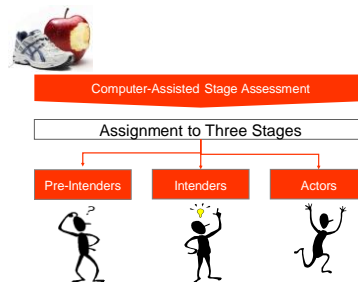 Computer-Assisted Stage Assessment
Assignment to Three Stages
Pre-Intenders
Intenders
Actors
?